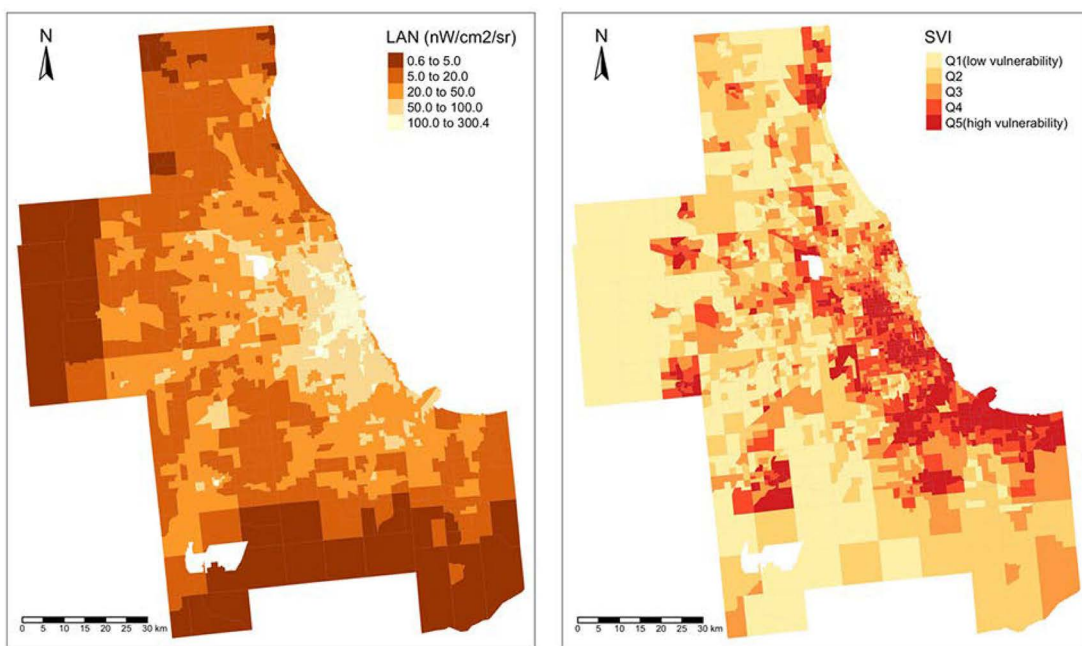 N
LAN (nW/cm2/sr)
0.6 to 5.0
5.0 to 20.0
20.0 to 50.0
50.0 to 100.0
100.0 to 300.4
0 5 10 15 20 25 30 km
N
SVI
Q1(low vulnerability)
Q2
Q3
Q4
Q5(high vulnerability)
0 5 10 15 20 25 30 km